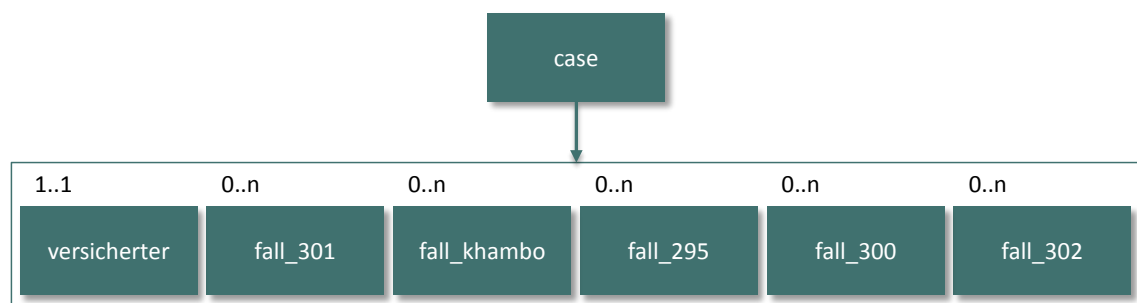 case
1..1 0..n 0..n 0..n 0..n 0..n
versicherter fall_301 fall_khambo fall_295 fall_300 fall_302